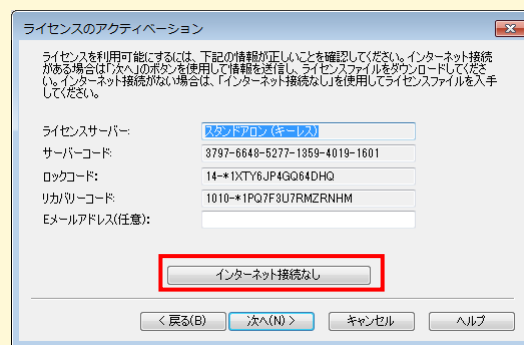 ライセンスのアクティベーション
ライセンスを利用可能にするには、下記の情報が正しいことを確認してください。インターネット接続
がある場合は「次へ」のボタンを使用して情報を送信し、ライセンスファイルをダウンロードしてくださ
い。インターネット接続がない場合は、「インターネット接続なし」を使用してライセンスファイルを入手
してください。
ライセンスサーバー: スタンドアロン (キーレス)
サーバーコード: 3797-6648-5277-1359-4019-1601
ロックコード: 14-*1XTY6JP4GQ64DHQ
リカバリーコード: 1010-*1PQ7F3U7RMZRNHM
Eメールアドレス(任意):
インターネット接続なし
< 戻る(B) 次へ(N) > キャンセル ヘルプ